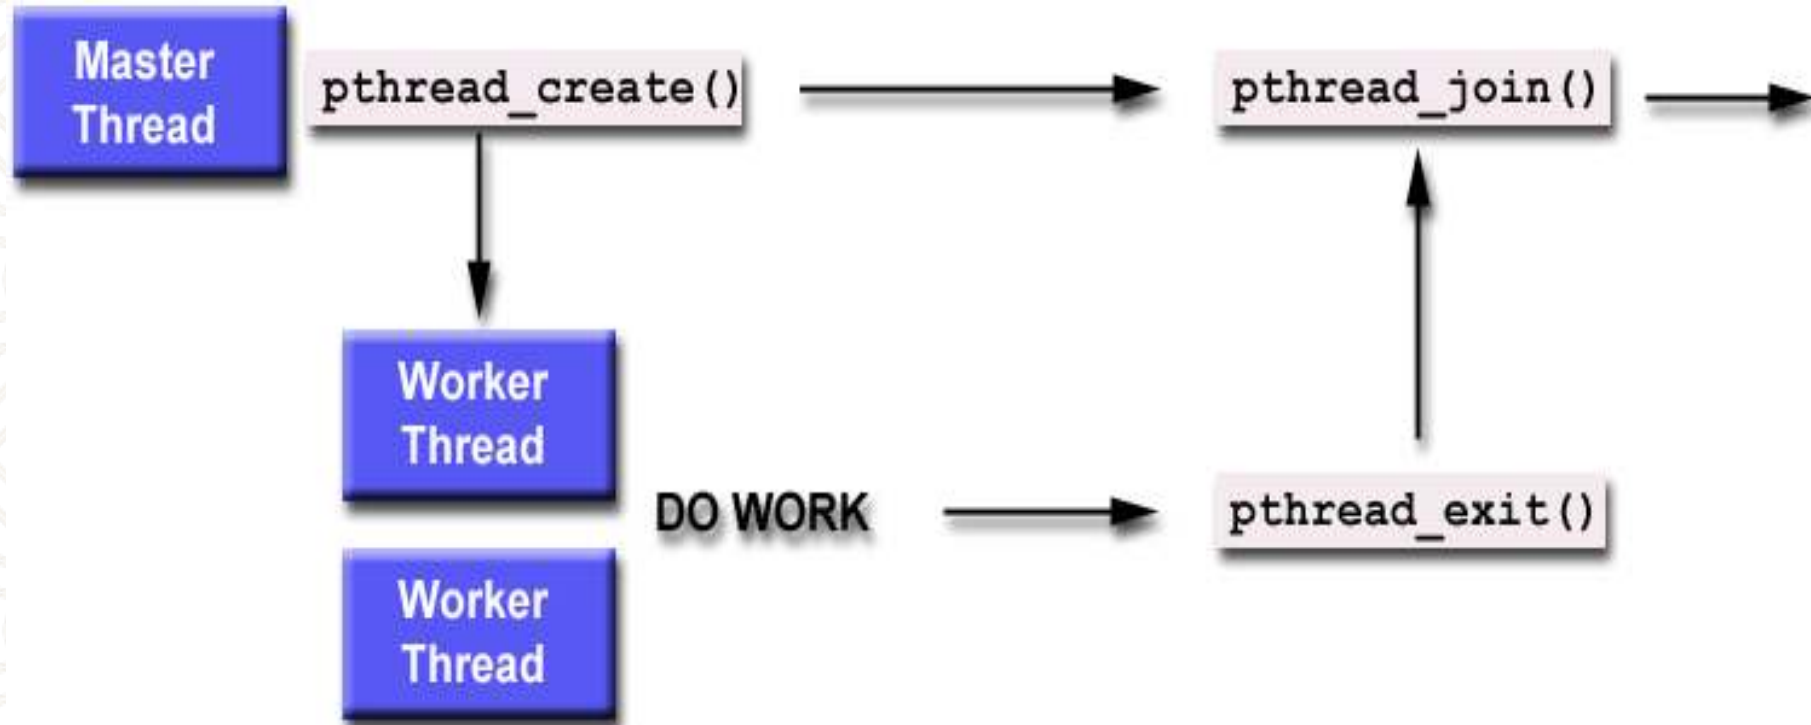 Master
Thread
pthread_create()
pthread_join()
Worker
Thread
DO WORK
pthread_exit()
Worker
Thread